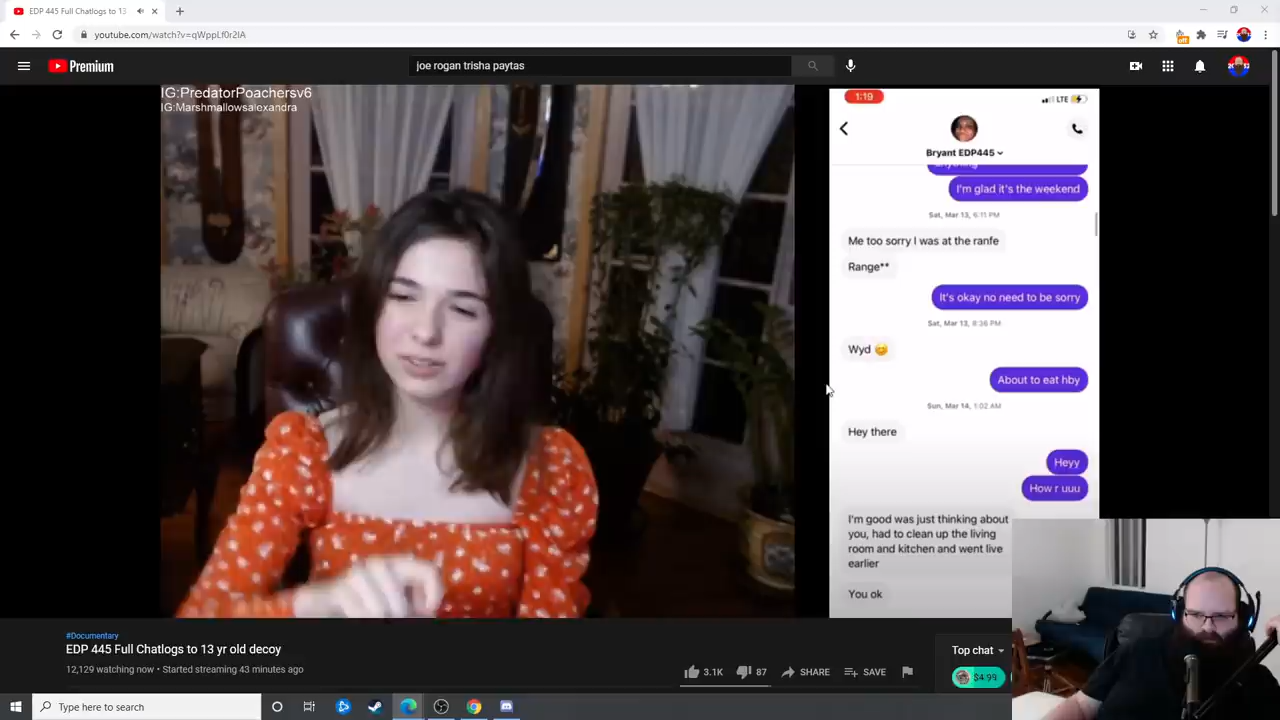 EDP 445 Full Chatlogs to 13
youtube.com/watch?v=qWppLf0r2IA
off
Premium
joe rogan trisha paytas
IG:PredatorPoachersv6
IG:Marshmallowsalexandra
1:19
LTE
Bryant EDP445
I'm glad it's the weekend
Sat, Mar 13, 6:11 PM
Me too sorry I was at the ranfe
Range**
It's okay no need to be sorry
Sat, Mar 13, 8:36 PM
Wyd
About to eat hby
Sun, Mar 14, 1:02 AM
Hey there
Heyy
How r uuu
I'm good was just thinking about
you, had to clean up the living
room and kitchen and went live
earlier
You ok
#Documentary
EDP 445 Full Chatlogs to 13 yr old decoy
12,129 watching now • Started streaming 43 minutes ago
3.1K
87
SHARE
SAVE
Top chat
$4.99
Type here to search